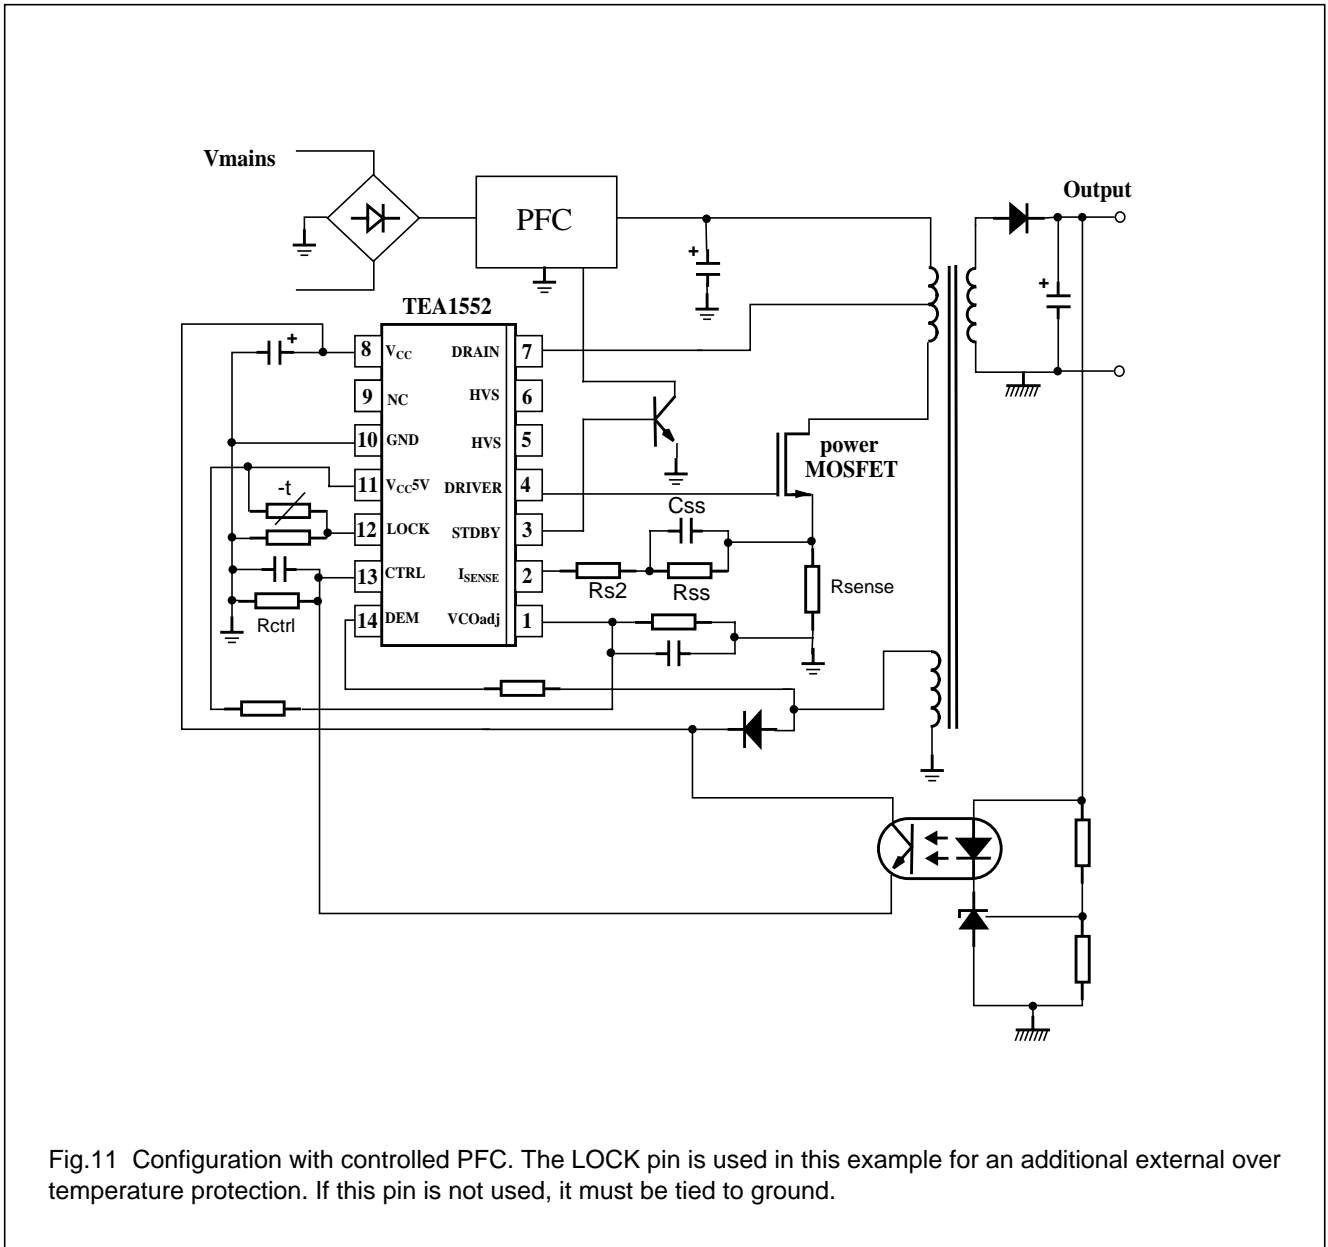 Vmains
Output
PFC
+
+
TEA1552
+
8 VCC DRAIN 7
9 NC HVS 6
10 GND HVS 5
11 VCC5V DRIVER 4
12 LOCK STDBY 3
13 CTRL ISENSE 2
14 DEM VCOadj 1
power
MOSFET
-t
Css
Rs2
Rss
Rsense
Rctrl
Fig.11 Configuration with controlled PFC. The LOCK pin is used in this example for an additional external over
temperature protection. If this pin is not used, it must be tied to ground.